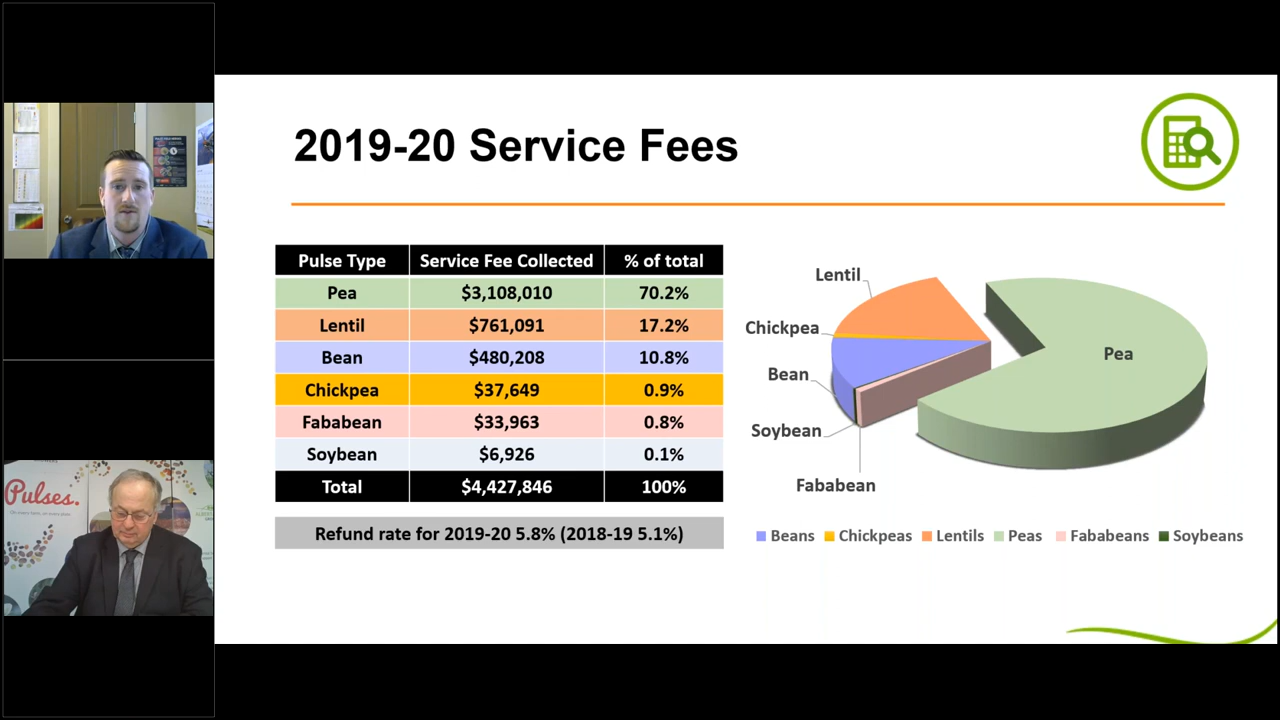 2019-20 Service Fees
Pulse Type Service Fee Collected % of total
Pea $3,108,010 70.2%
Lentil $761,091 17.2%
Bean $480,208 10.8%
Chickpea $37,649 0.9%
Fababean $33,963 0.8%
Soybean $6,926 0.1%
Total $4,427,846 100%
Refund rate for 2019-20 5.8% (2018-19 5.1%)
Lentil
Chickpea
Bean
Soybean
Fababean
Pea
Beans Chickpeas Lentils Peas Fababeans Soybeans
Pulses.